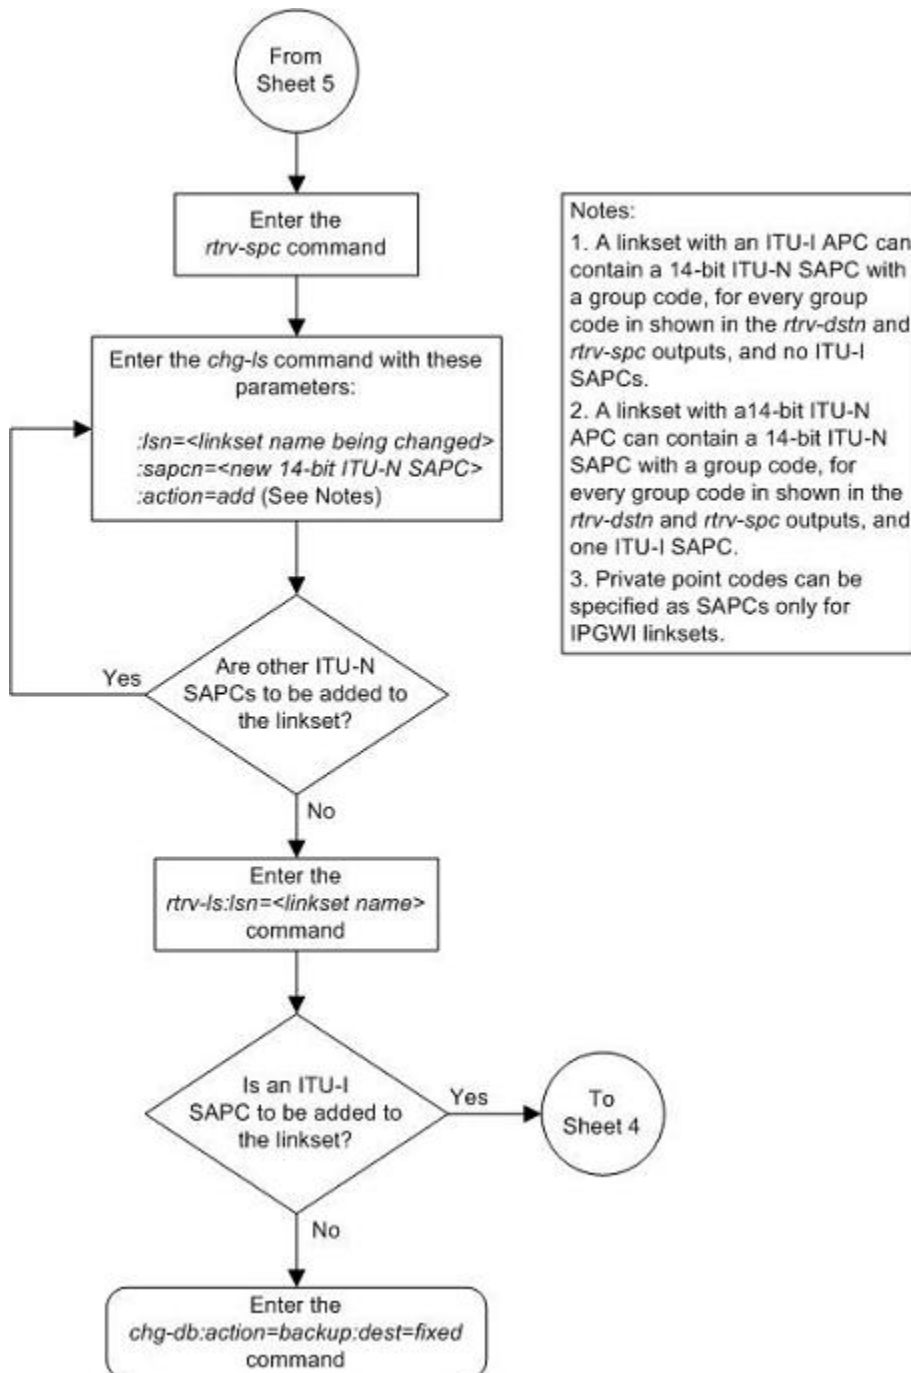 From
Sheet 5
Enter the
rtrv-spc command
Enter the chg-ls command with these
parameters:
:lsn=<linkset name being changed>
:sapcn=<new 14-bit ITU-N SAPC>
:action=add (See Notes)
Are other ITU-N
SAPCs to be added to
the linkset?
Yes
No
Enter the
rtrv-ls:lsn=<linkset name>
command
Is an ITU-I
SAPC to be added to
the linkset?
Yes
To
Sheet 4
No
Enter the
chg-db:action=backup:dest=fixed
command
Notes:
1. A linkset with an ITU-I APC can
contain a 14-bit ITU-N SAPC with
a group code, for every group
code in shown in the rtrv-dstn and
rtrv-spc outputs, and no ITU-I
SAPCs.
2. A linkset with a14-bit ITU-N
APC can contain a 14-bit ITU-N
SAPC with a group code, for
every group code in shown in the
rtrv-dstn and rtrv-spc outputs, and
one ITU-I SAPC.
3. Private point codes can be
specified as SAPCs only for
IPGWI linksets.